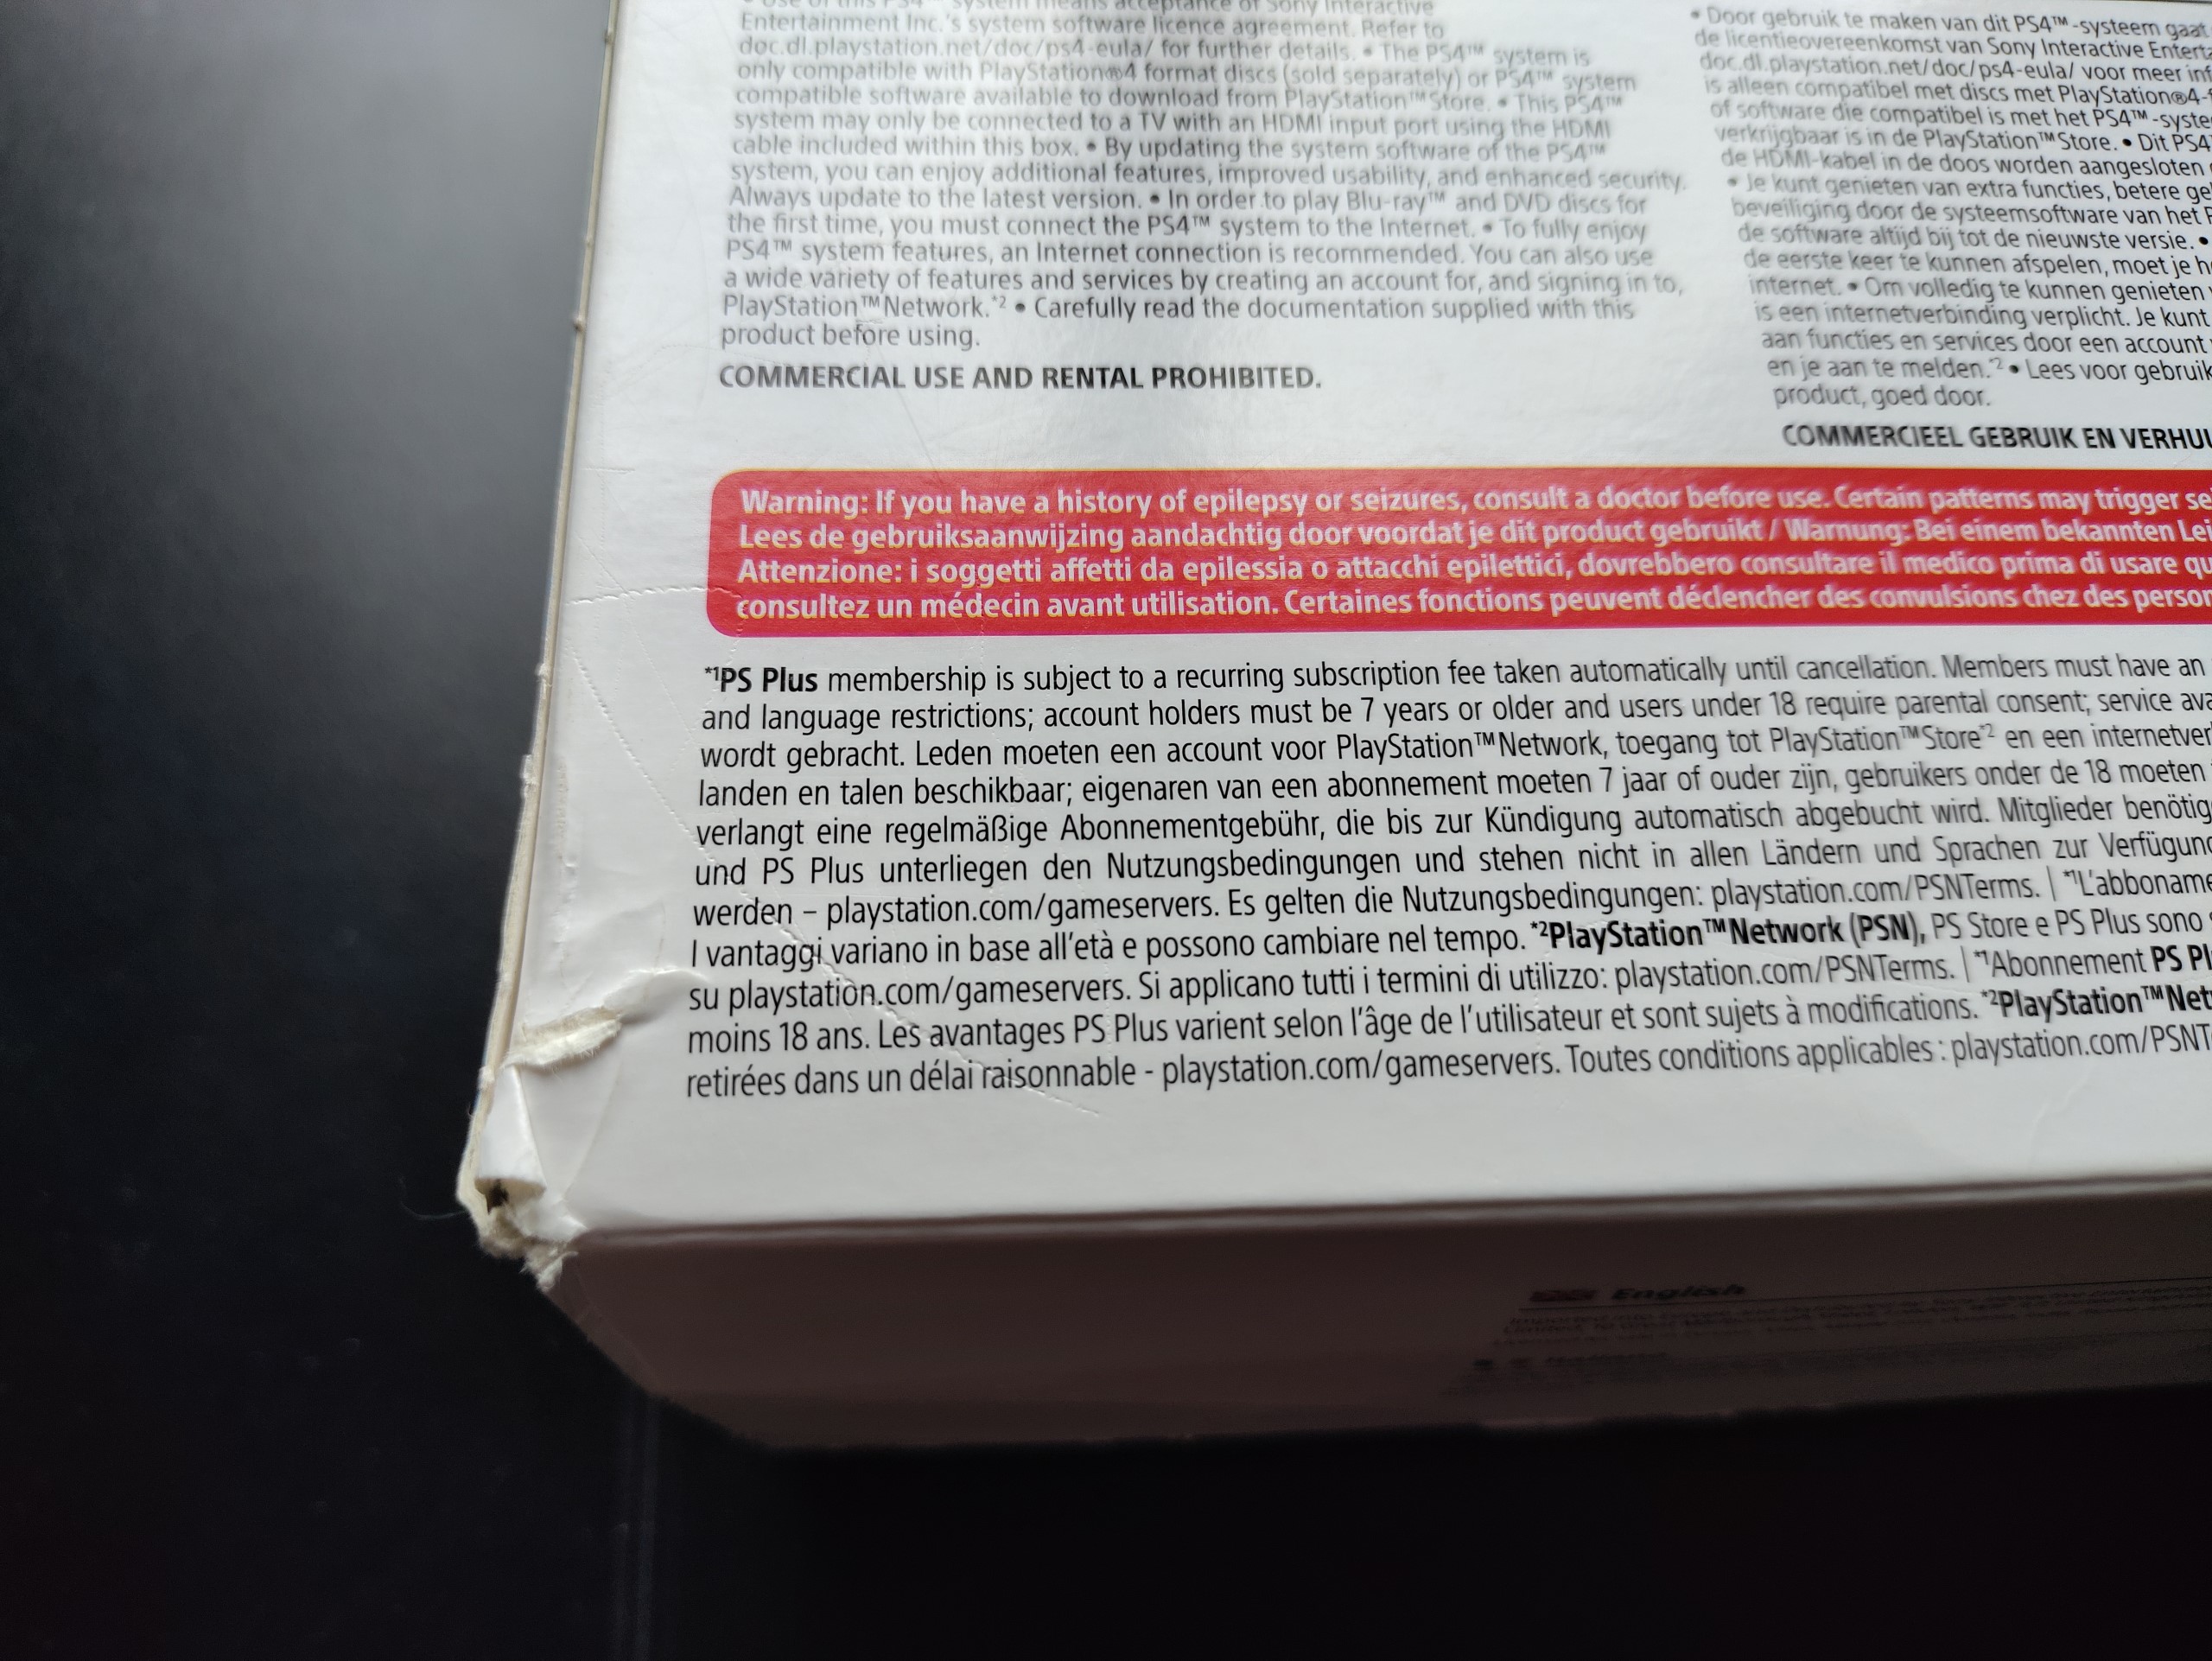 Use of this PS4™ system means acceptance of Sony Interactive
Entertainment Inc.'s system software licence agreement. Refer to
doc.dl.playstation.net/doc/ps4-eula/ for further details. • The PS4™ system is
only compatible with PlayStation®4 format discs (sold separately) or PS4™ system
compatible software available to download from PlayStation™Store. • This PS4™
system may only be connected to a TV with an HDMI input port using the HDMI
cable included within this box. • By updating the system software of the PS4™
system, you can enjoy additional features, improved usability, and enhanced security.
Always update to the latest version. • In order to play Blu-ray™ and DVD discs for
the first time, you must connect the PS4™ system to the Internet. • To fully enjoy
PS4™ system features, an Internet connection is recommended. You can also use
a wide variety of features and services by creating an account for, and signing in to,
PlayStation™Network.*2 • Carefully read the documentation supplied with this
product before using.
COMMERCIAL USE AND RENTAL PROHIBITED.
• Door gebruik te maken van dit PS4™-systeem gaat
de licentieovereenkomst van Sony Interactive
doc.dl.playstation.net/doc/ps4-eula/ voor meer
is alleen compatibel met discs met PlayStation®4-
of software die compatibel is met het PS4™
verkrijgbaar is in de PlayStation™Store. • Dit PS4
de HDMI-kabel in de doos worden aangesloten
• Je kunt genieten van extra functies, betere
beveiliging door de systeemsoftware van het
de software altijd bij tot de nieuwste versie. •
de eerste keer te kunnen afspelen, moet je
internet. • Om volledig te kunnen genieten
is een internetverbinding verplicht. Je kunt
aan functies en services door een account
en je aan te melden.*2 • Lees voor gebruik
product, goed door.
COMMERCIEEL GEBRUIK EN
Warning: If you have a history of epilepsy or seizures, consult a doctor before use. Certain patterns may trigger
Lees de gebruiksaanwijzing aandachtig door voordat je dit product gebruikt / Warnung: Bei einem bekannten
Attenzione: i soggetti affetti da epilessia o attacchi epilettici, dovrebbero consultare il medico prima di usare
consultez un médecin avant utilisation. Certaines fonctions peuvent déclencher des convulsions chez des
*1PS Plus membership is subject to a recurring subscription fee taken automatically until cancellation. Members must have an
and language restrictions; account holders must be 7 years or older and users under 18 require parental consent; service
wordt gebracht. Leden moeten een account voor PlayStation™Network, toegang tot PlayStation™Store*2 en een
landen en talen beschikbaar; eigenaren van een abonnement moeten 7 jaar of ouder zijn, gebruikers onder de 18 moeten
verlangt eine regelmäßige Abonnementgebühr, die bis zur Kündigung automatisch abgebucht wird. Mitglieder
und PS Plus unterliegen den Nutzungsbedingungen und stehen nicht in allen Ländern und Sprachen zur
werden – playstation.com/gameservers. Es gelten die Nutzungsbedingungen: playstation.com/PSNTerms. |
I vantaggi variano in base all'età e possono cambiare nel tempo. *2PlayStation™Network (PSN), PS Store e PS Plus sono
su playstation.com/gameservers. Si applicano tutti i termini di utilizzo: playstation.com/PSNTerms. | *1Abonnement PS
moins 18 ans. Les avantages PS Plus varient selon l'âge de l'utilisateur et sont sujets à modifications. *2PlayStation™
retirées dans un délai raisonnable - playstation.com/gameservers. Toutes conditions applicables : playstation.com/
English